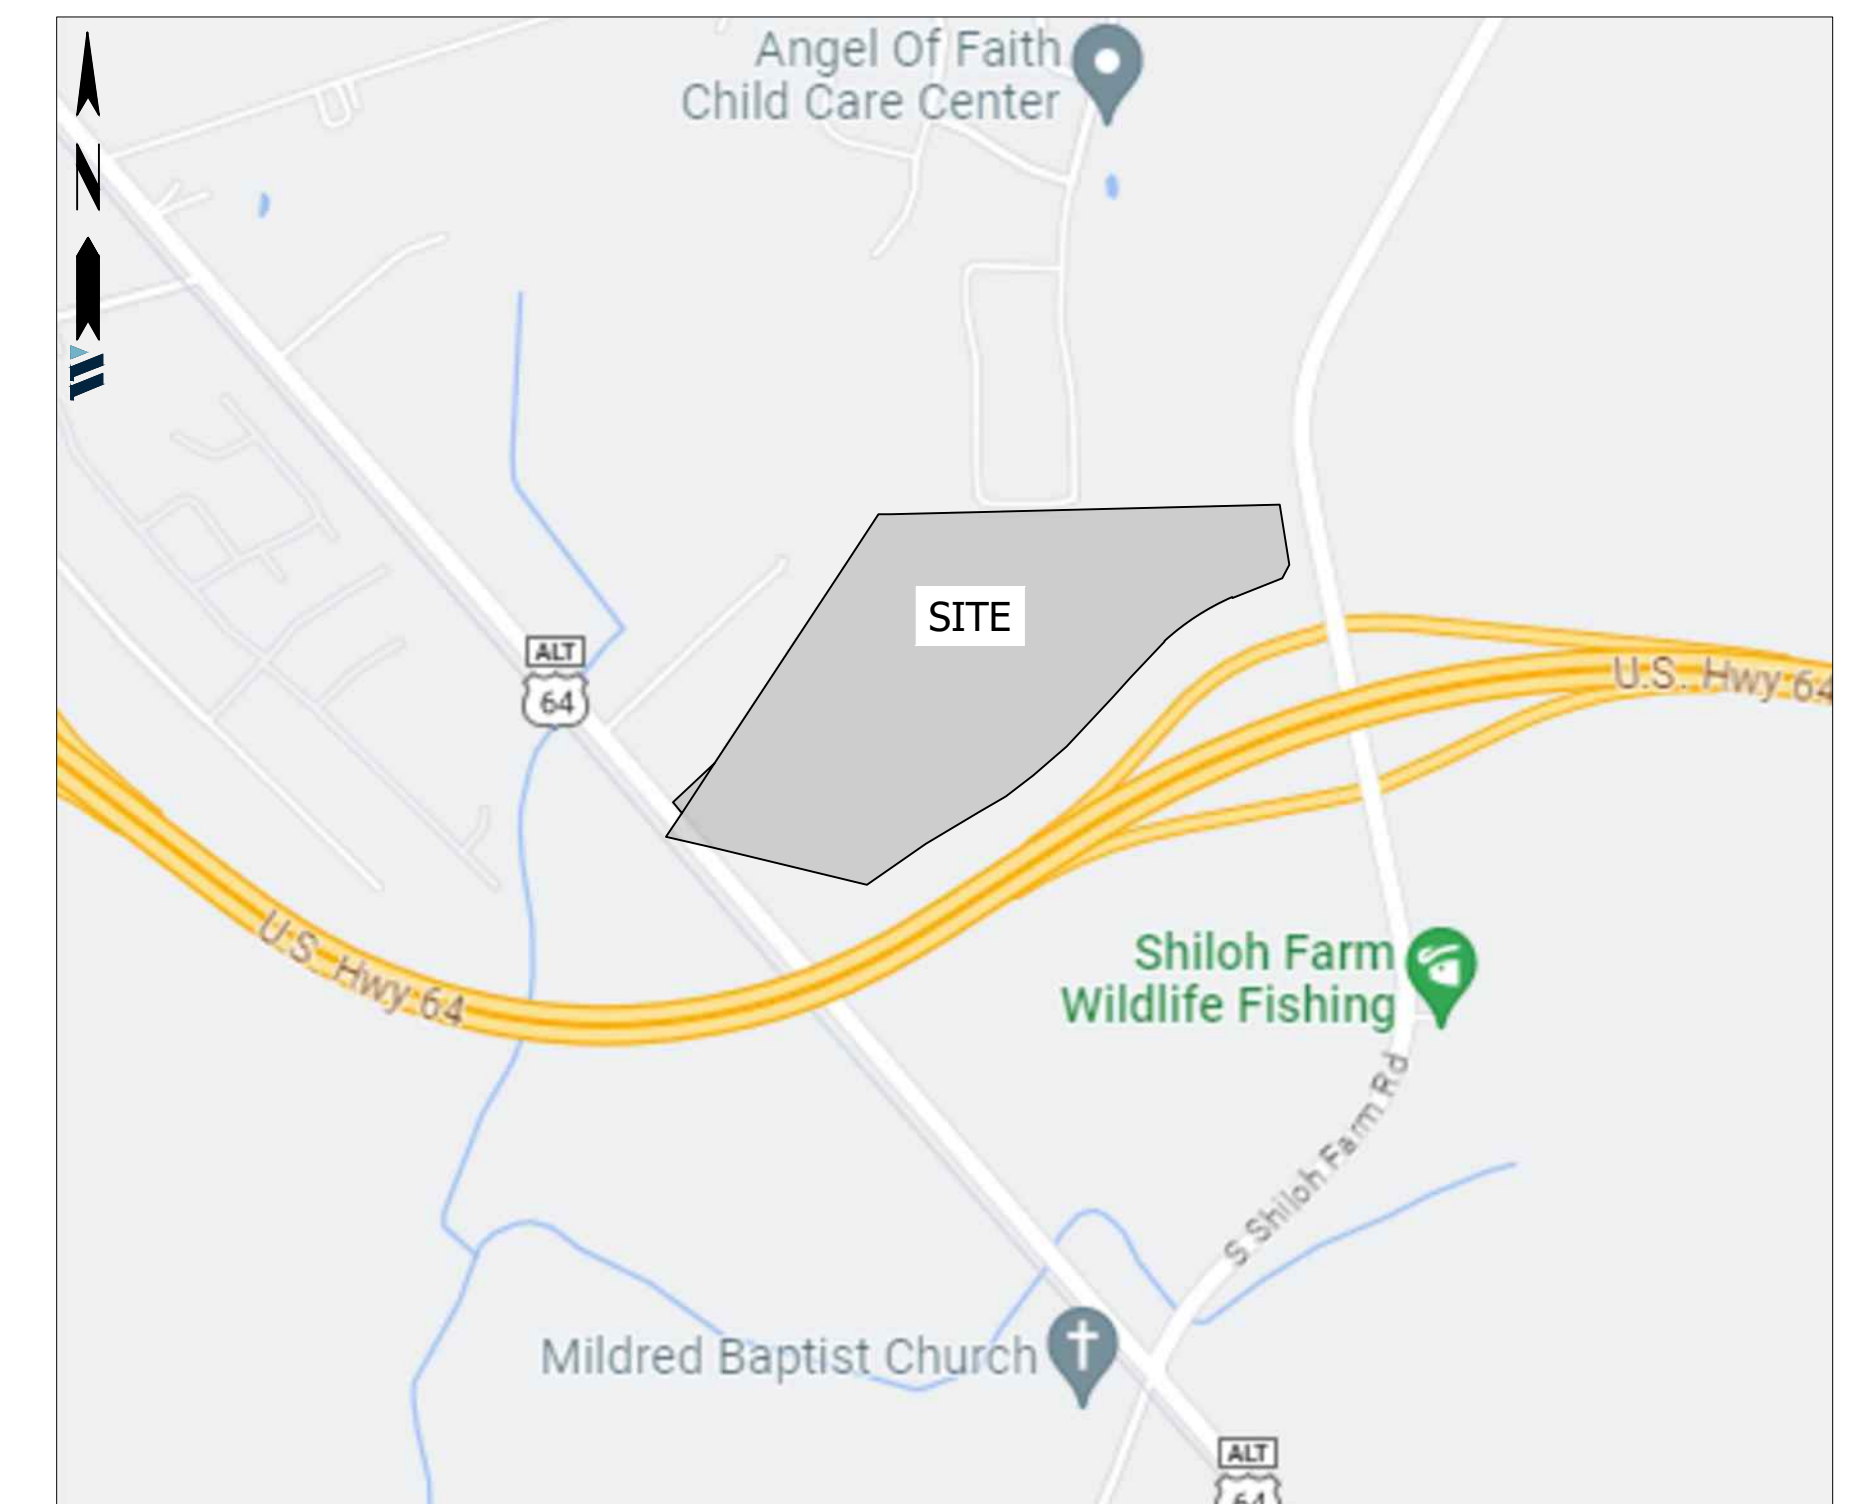 Angel Of Faith
Child Care Center
N
SITE
ALT
64
U.S. Hwy 64
U.S. Hwy 64
Shiloh Farm
Wildlife Fishing
S Shiloh Farm Rd
Mildred Baptist Church
ALT
64